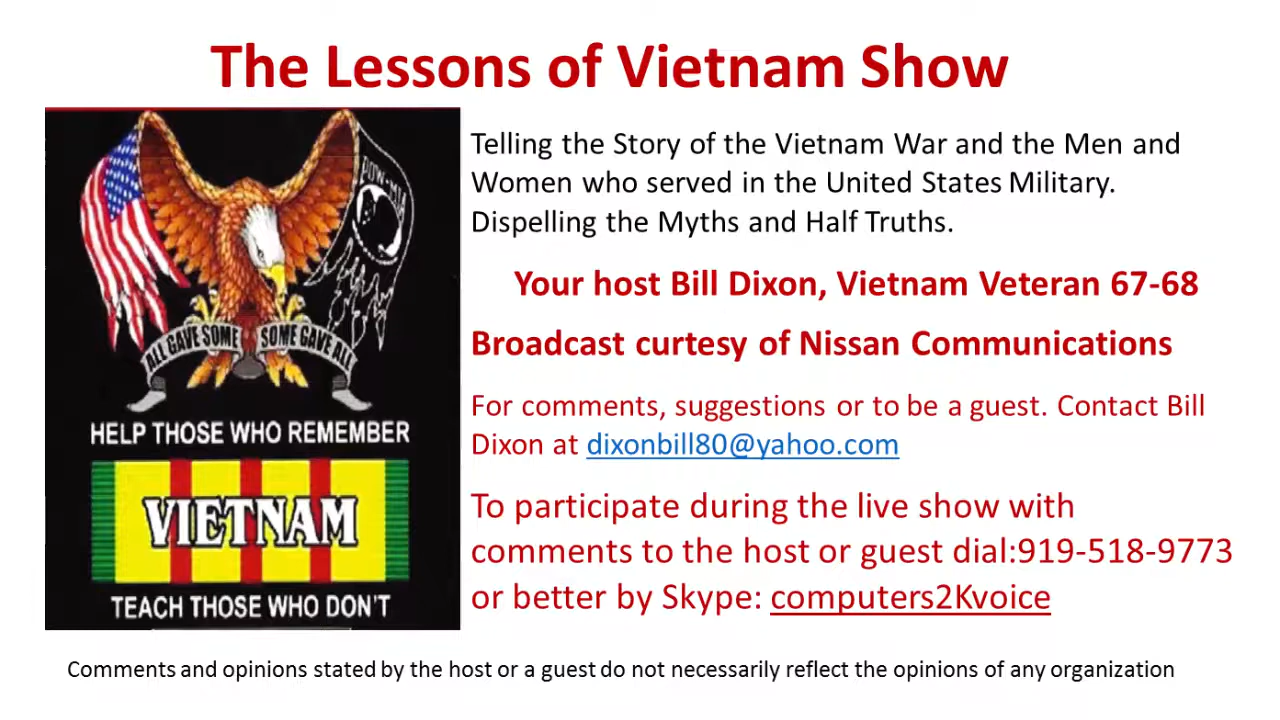 The Lessons of Vietnam Show
Telling the Story of the Vietnam War and the Men and
Women who served in the United States Military.
Dispelling the Myths and Half Truths.
Your host Bill Dixon, Vietnam Veteran 67-68
Broadcast curtesy of Nissan Communications
For comments, suggestions or to be a guest. Contact Bill
Dixon at dixonbill80@yahoo.com
To participate during the live show with
comments to the host or guest dial:919-518-9773
or better by Skype: computers2Kvoice
POW-MIA
ALL GAVE SOME SOME GAVE ALL
HELP THOSE WHO REMEMBER
VIETNAM
TEACH THOSE WHO DON'T
Comments and opinions stated by the host or a guest do not necessarily reflect the opinions of any organization